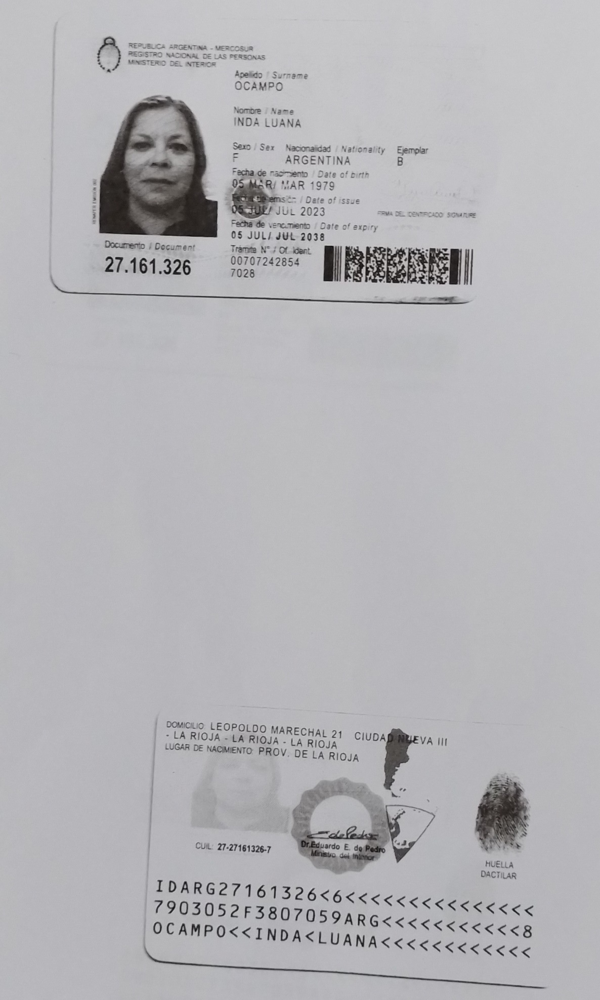 REPUBLICA ARGENTINA - MERCOSUR
REGISTRO NACIONAL DE LAS PERSONAS
MINISTERIO DEL INTERIOR
Apellido / Surname
OCAMPO
Nombre / Name
INDA LUANA
Sexo / Sex Nacionalidad / Nationality Ejemplar
F ARGENTINA B
Fecha de nacimiento / Date of birth
05 MAR/ MAR 1979
Fecha de emisión / Date of issue
05 JUL/ JUL 2023
FIRMA DEL IDENTIFICADO/ SIGNATURE
Fecha de vencimiento / Date of expiry
05 JUL/ JUL 2038
Documento / Document
27.161.326
Trámite N° / Of. Ident.
00707242854
7028
DOMICILIO: LEOPOLDO MARECHAL 21 CIUDAD NUEVA III
- LA RIOJA - LA RIOJA - LA RIOJA
LUGAR DE NACIMIENTO: PROV. DE LA RIOJA
CUIL: 27-27161326-7
Dr. Eduardo E. de Pedro
Ministro del Interior
HUELLA
DACTILAR
IDARG27161326<6<<<<<<<<<<<<<<<
7903052F3807059ARG<<<<<<<<<<<8
OCAMPO<<INDA<LUANA<<<<<<<<<<<<